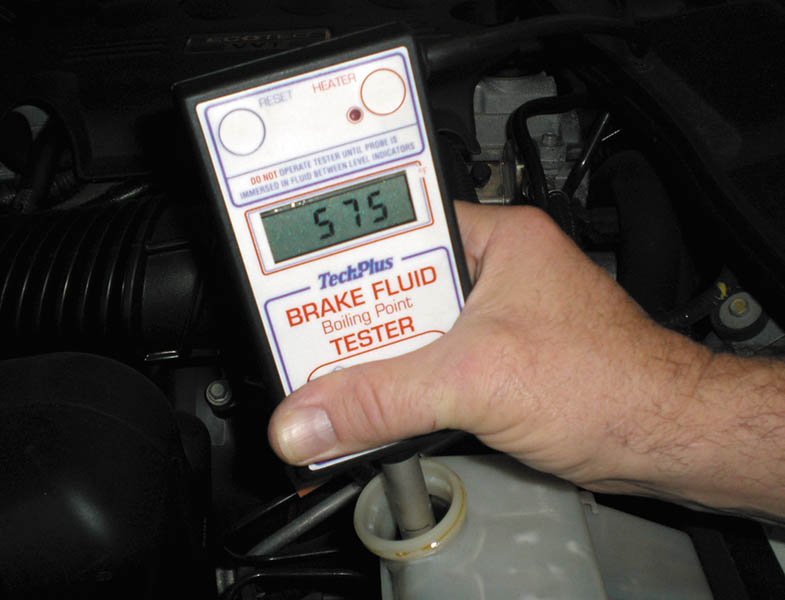 ECOTEC
RESET HEATER
DO NOT OPERATE TESTER UNTIL PROBE IS
IMMERSED IN FLUID BETWEEN LEVEL INDICATORS
°F
575
TechPlus
BRAKE FLUID
Boiling Point
TESTER